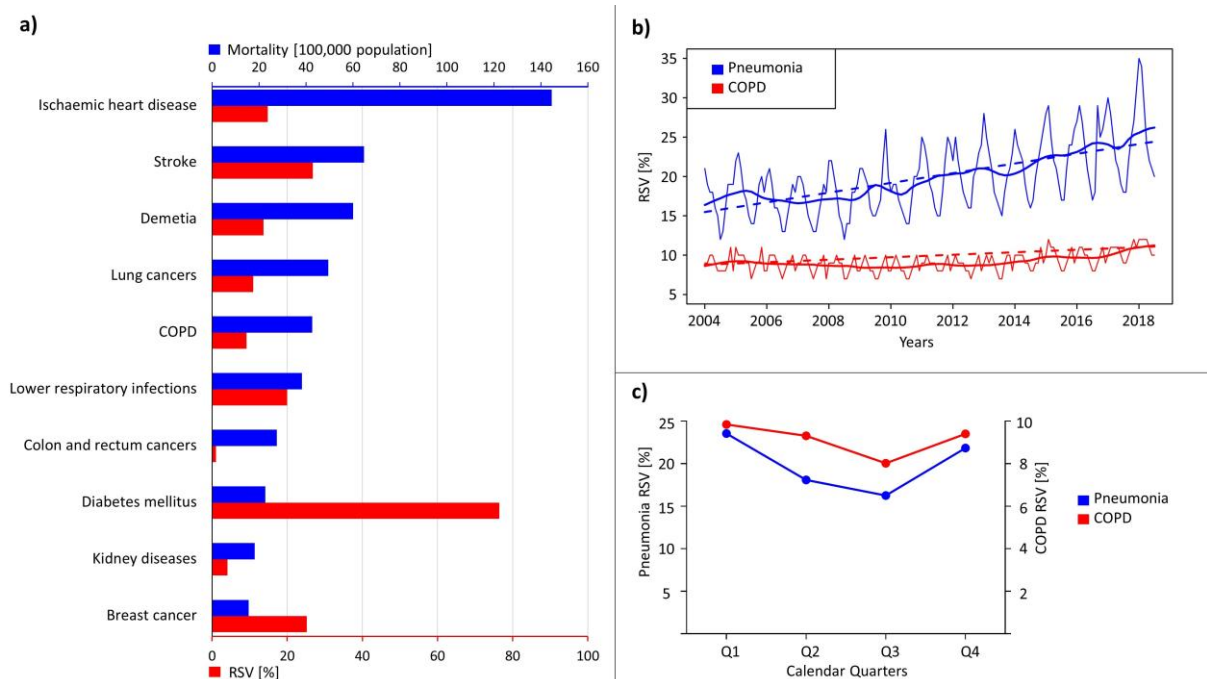 a)
Mortality [100,000 population]
0 20 40 60 80 100 120 140 160
Ischaemic heart disease
Stroke
Demetia
Lung cancers
COPD
Lower respiratory infections
Colon and rectum cancers
Diabetes mellitus
Kidney diseases
Breast cancer
0 20 40 60 80 100
RSV [%]
b)
Pneumonia
COPD
RSV [%]
35
30
25
20
15
10
5
2004 2006 2008 2010 2012 2014 2016 2018
Years
c)
Pneumonia RSV [%]
25
20
15
10
5
10
8
6
4
2
COPD RSV [%]
Pneumonia
COPD
Q1 Q2 Q3 Q4
Calendar Quarters